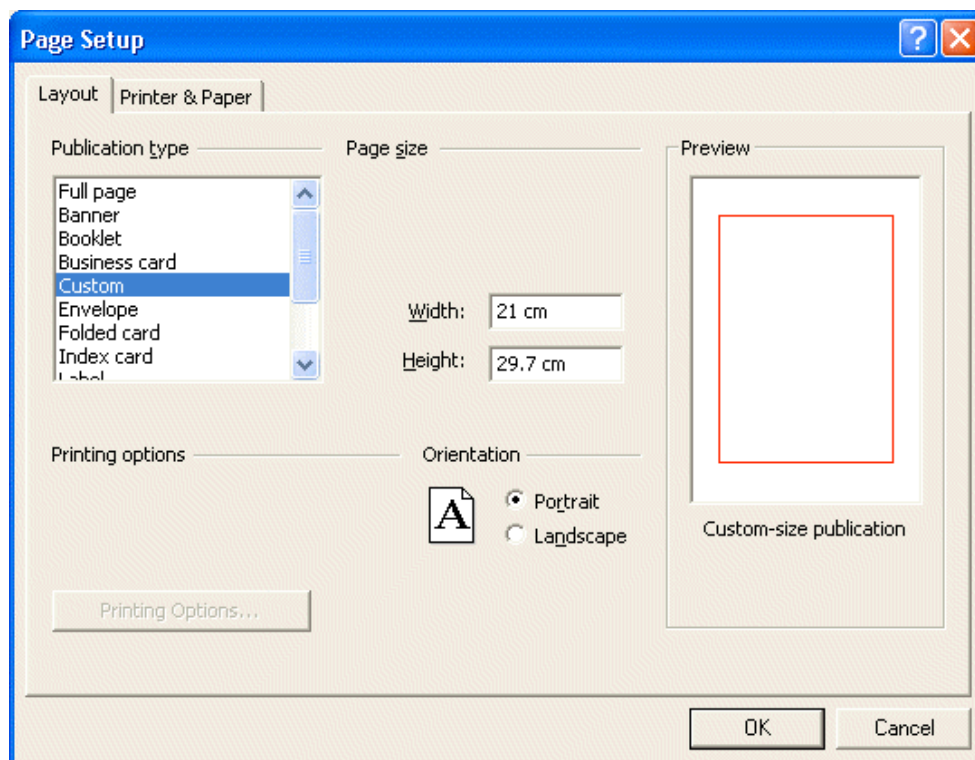 Page Setup
Layout
Printer & Paper
Publication type
Page size
Preview
Full page
Banner
Booklet
Business card
Custom
Envelope
Folded card
Index card
Label
Width:
21 cm
Height:
29.7 cm
Printing options
Orientation
A
Portrait
Landscape
Custom-size publication
Printing Options...
OK
Cancel